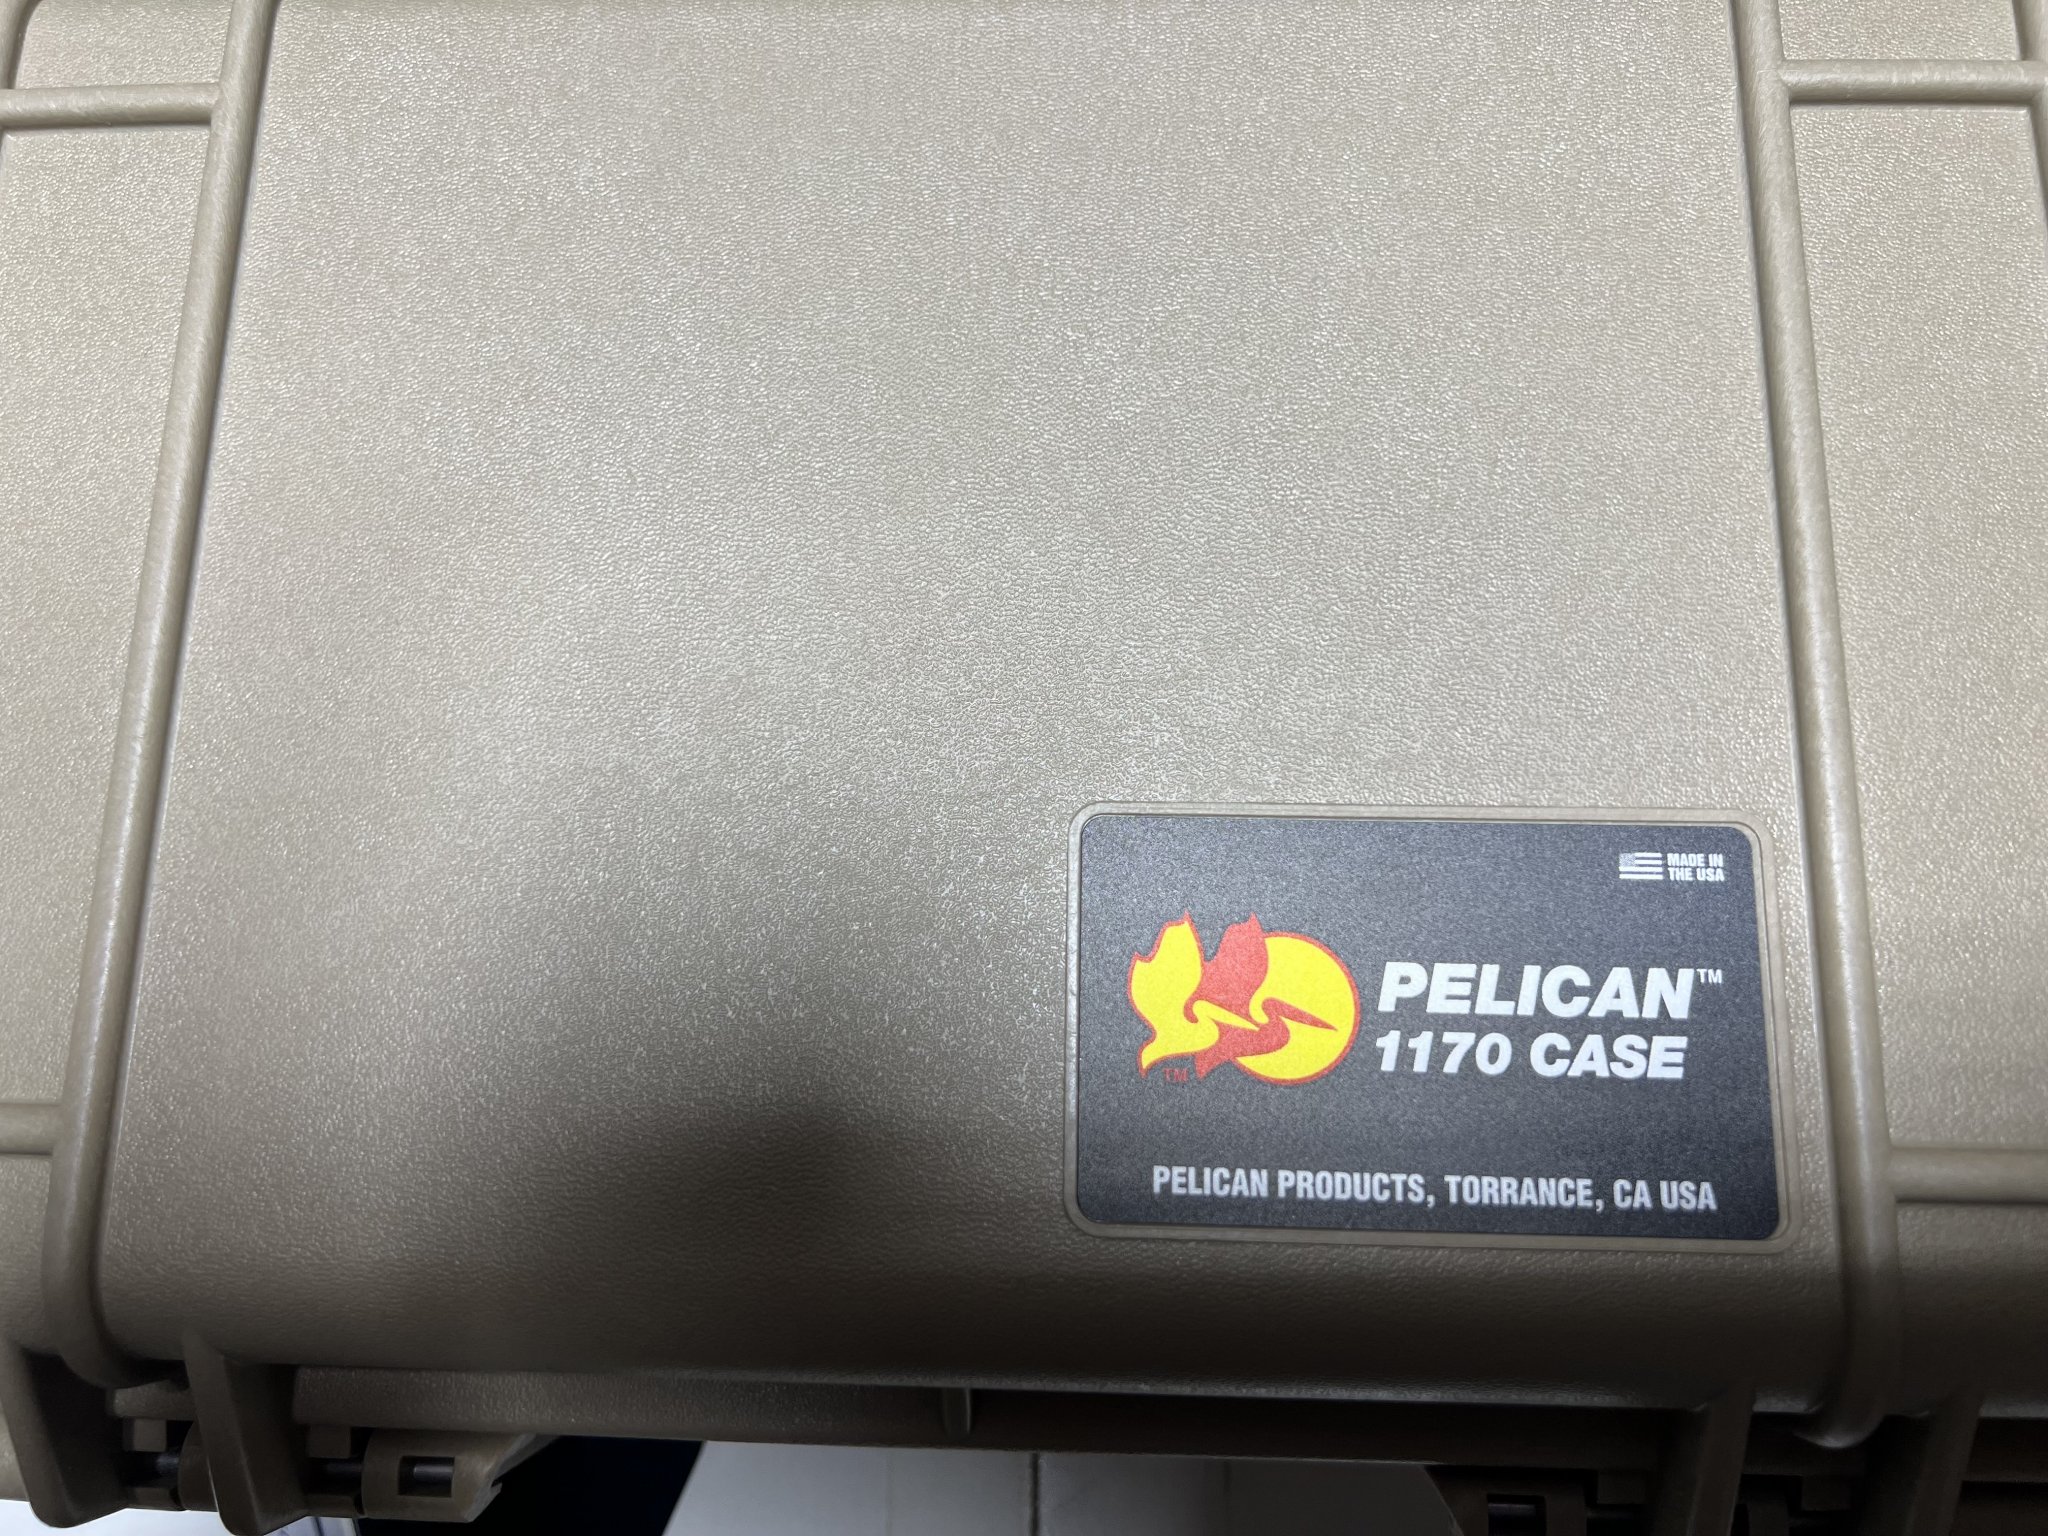 MADE IN
THE USA
PELICAN™
1170 CASE
TM
PELICAN PRODUCTS, TORRANCE, CA USA